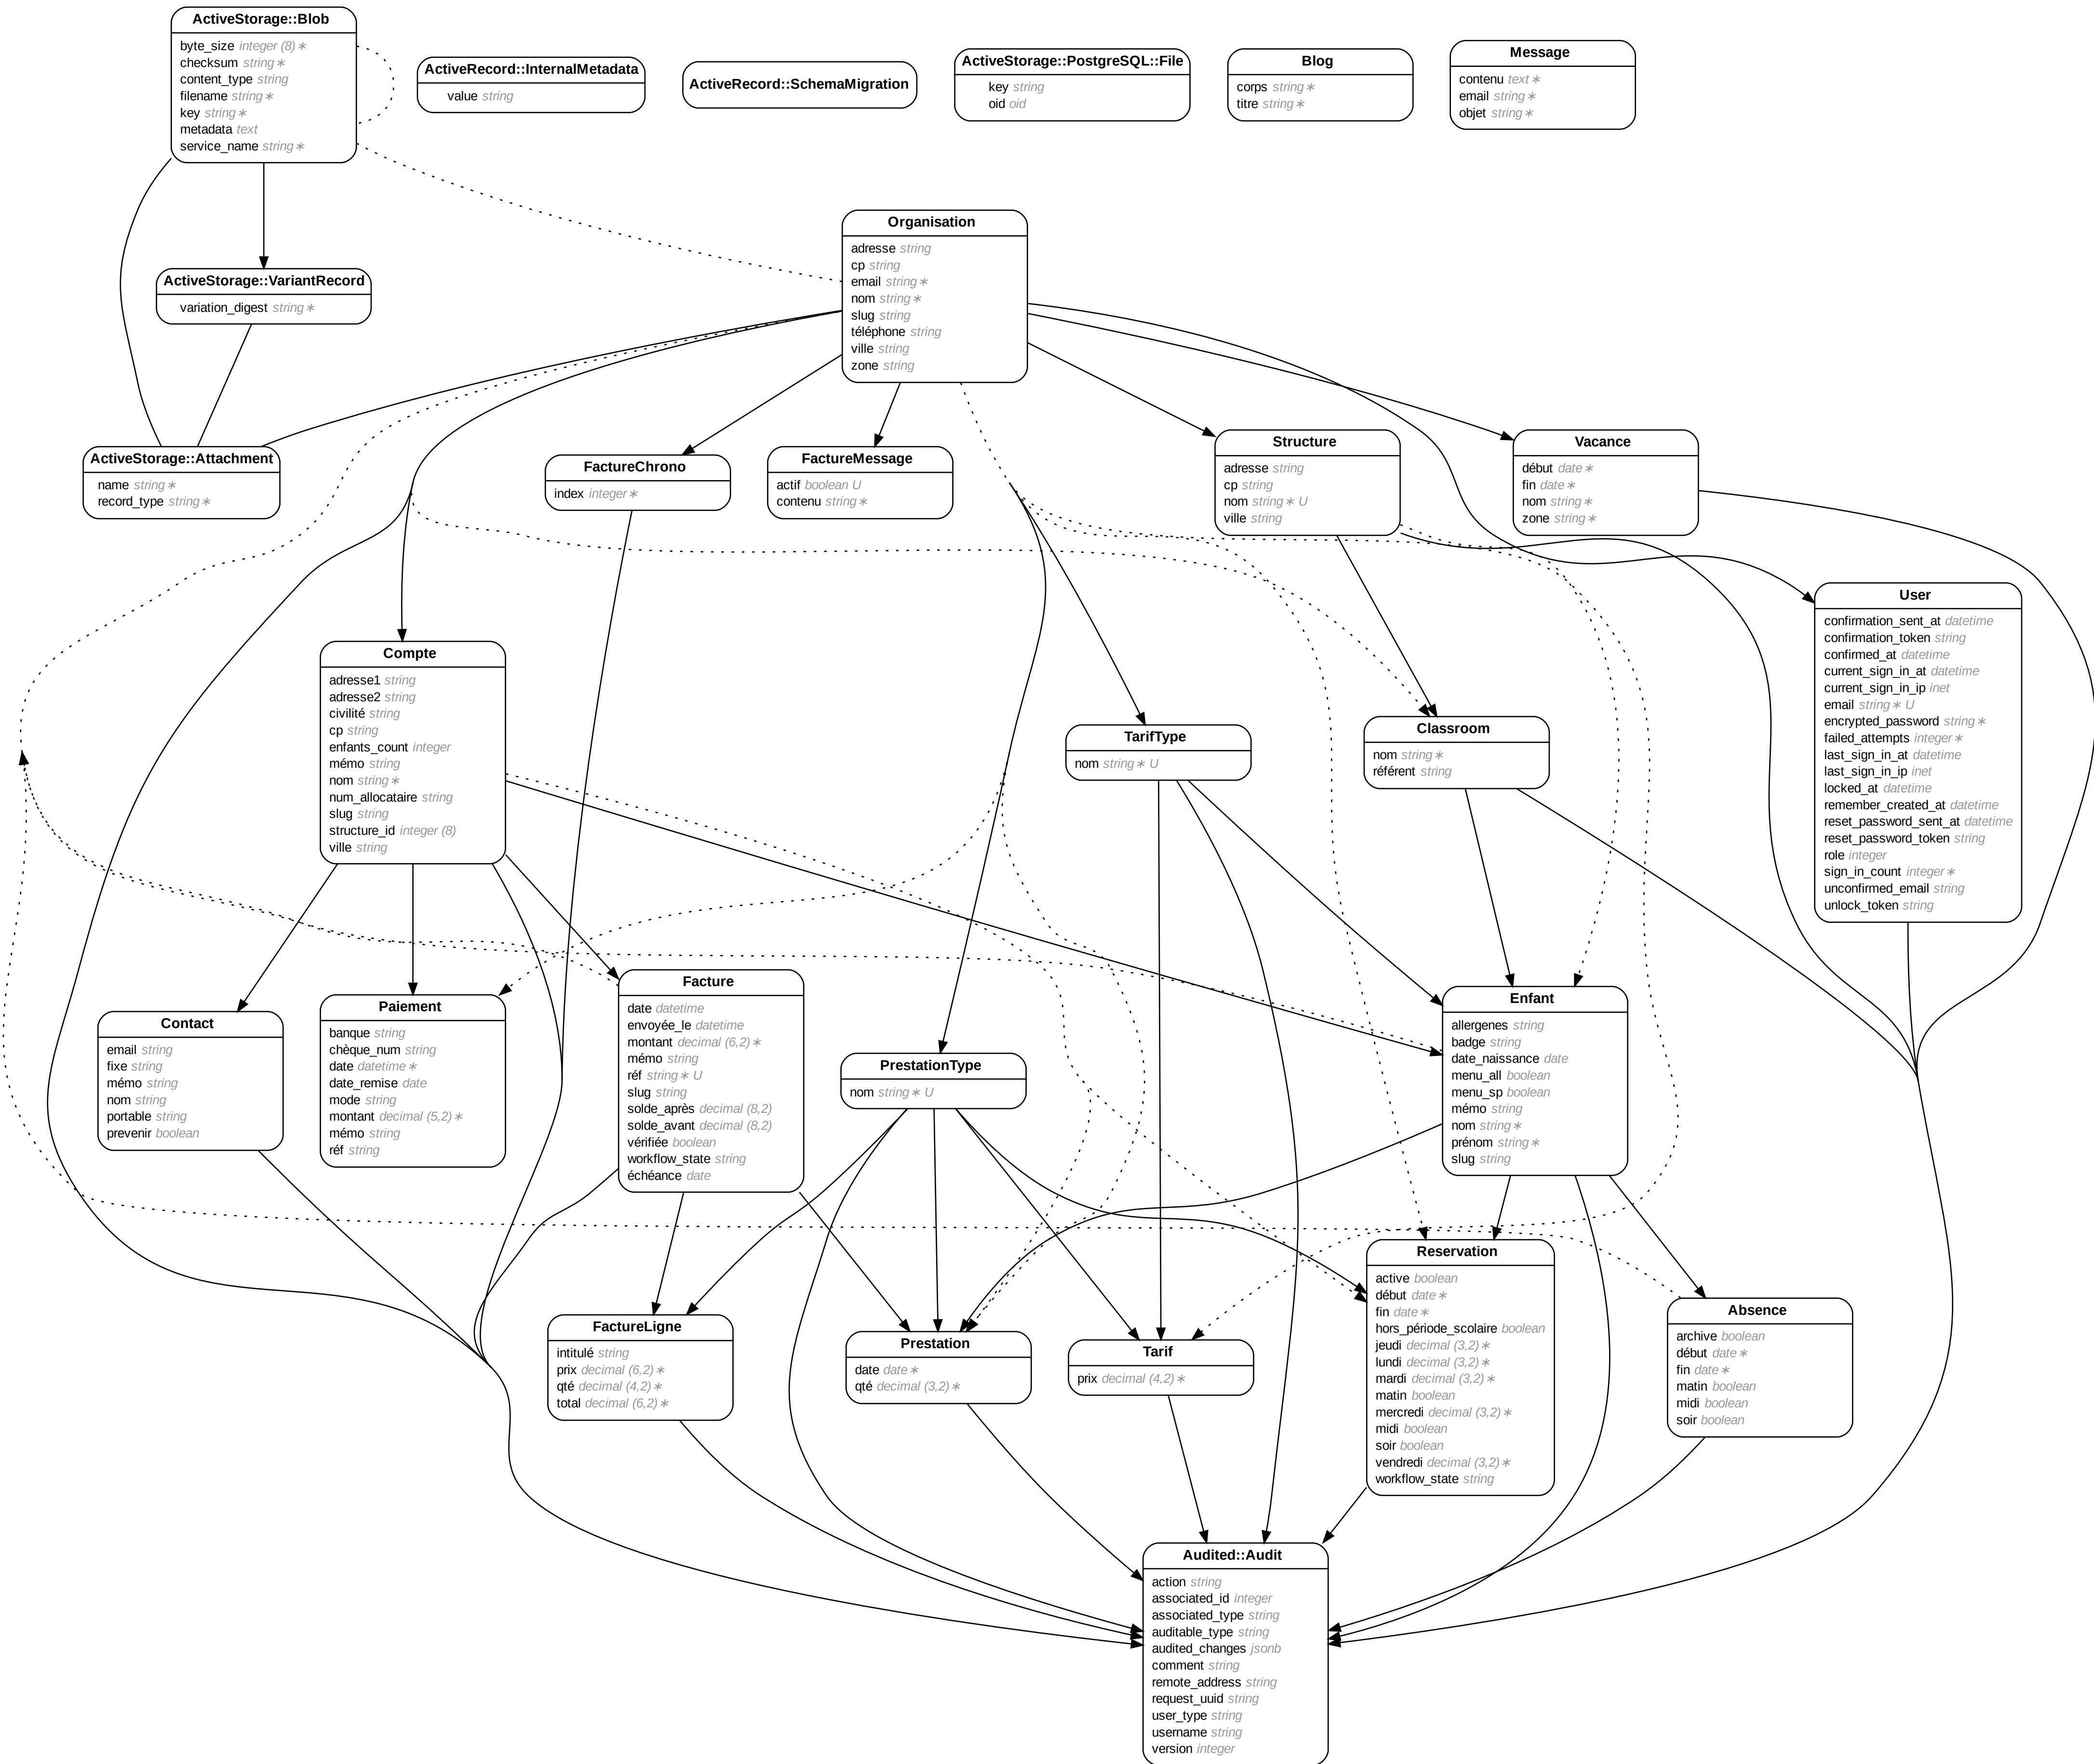 ActiveStorage::Blob
byte_size integer (8)∗
checksum string∗
content_type string
filename string∗
key string∗
metadata text
service_name string∗
ActiveRecord::InternalMetadata
value string
ActiveRecord::SchemaMigration
ActiveStorage::PostgreSQL::File
key string
oid oid
Blog
corps string∗
titre string∗
Message
contenu text∗
email string∗
objet string∗
Organisation
adresse string
cp string
email string∗
nom string∗
slug string
téléphone string
ville string
zone string
ActiveStorage::VariantRecord
variation_digest string∗
ActiveStorage::Attachment
name string∗
record_type string∗
FactureChrono
index integer∗
FactureMessage
actif boolean U
contenu string∗
Structure
adresse string
cp string
nom string∗ U
ville string
Vacance
début date∗
fin date∗
nom string∗
zone string∗
User
confirmation_sent_at datetime
confirmation_token string
confirmed_at datetime
current_sign_in_at datetime
current_sign_in_ip inet
email string∗ U
encrypted_password string∗
failed_attempts integer∗
last_sign_in_at datetime
last_sign_in_ip inet
locked_at datetime
remember_created_at datetime
reset_password_sent_at datetime
reset_password_token string
role integer
sign_in_count integer∗
unconfirmed_email string
unlock_token string
Compte
adresse1 string
adresse2 string
civilité string
cp string
enfants_count integer
mémo string
nom string∗
num_allocataire string
slug string
structure_id integer (8)
ville string
TarifType
nom string∗ U
Classroom
nom string∗
référent string
Contact
email string
fixe string
mémo string
nom string
portable string
prevenir boolean
Paiement
banque string
chèque_num string
date datetime∗
date_remise date
mode string
montant decimal (5,2)∗
mémo string
réf string
Facture
date datetime
envoyée_le datetime
montant decimal (6,2)∗
mémo string
réf string∗ U
slug string
solde_après decimal (8,2)
solde_avant decimal (8,2)
vérifiée boolean
workflow_state string
échéance date
PrestationType
nom string∗ U
Enfant
allergenes string
badge string
date_naissance date
menu_all boolean
menu_sp boolean
mémo string
nom string∗
prénom string∗
slug string
FactureLigne
intitulé string
prix decimal (6,2)∗
qté decimal (4,2)∗
total decimal (6,2)∗
Prestation
date date∗
qté decimal (3,2)∗
Tarif
prix decimal (4,2)∗
Reservation
active boolean
début date∗
fin date∗
hors_période_scolaire boolean
jeudi decimal (3,2)∗
lundi decimal (3,2)∗
mardi decimal (3,2)∗
matin boolean
mercredi decimal (3,2)∗
midi boolean
soir boolean
vendredi decimal (3,2)∗
workflow_state string
Absence
archive boolean
début date∗
fin date∗
matin boolean
midi boolean
soir boolean
Audited::Audit
action string
associated_id integer
associated_type string
auditable_type string
audited_changes jsonb
comment string
remote_address string
request_uuid string
user_type string
username string
version integer